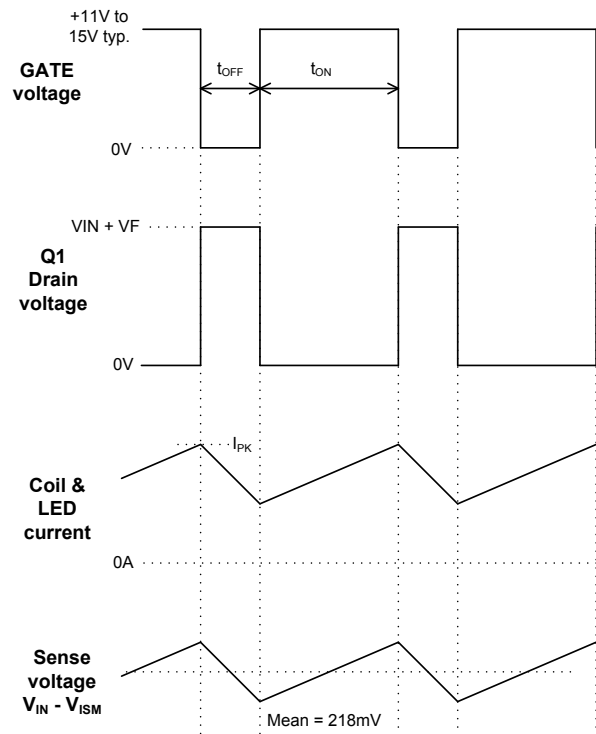 +11V to
15V typ.
GATE
voltage
tOFF
tON
0V
VIN + VF
Q1
Drain
voltage
0V
IPK
Coil &
LED
current
0A
Sense
voltage
VIN - VISM
Mean = 218mV